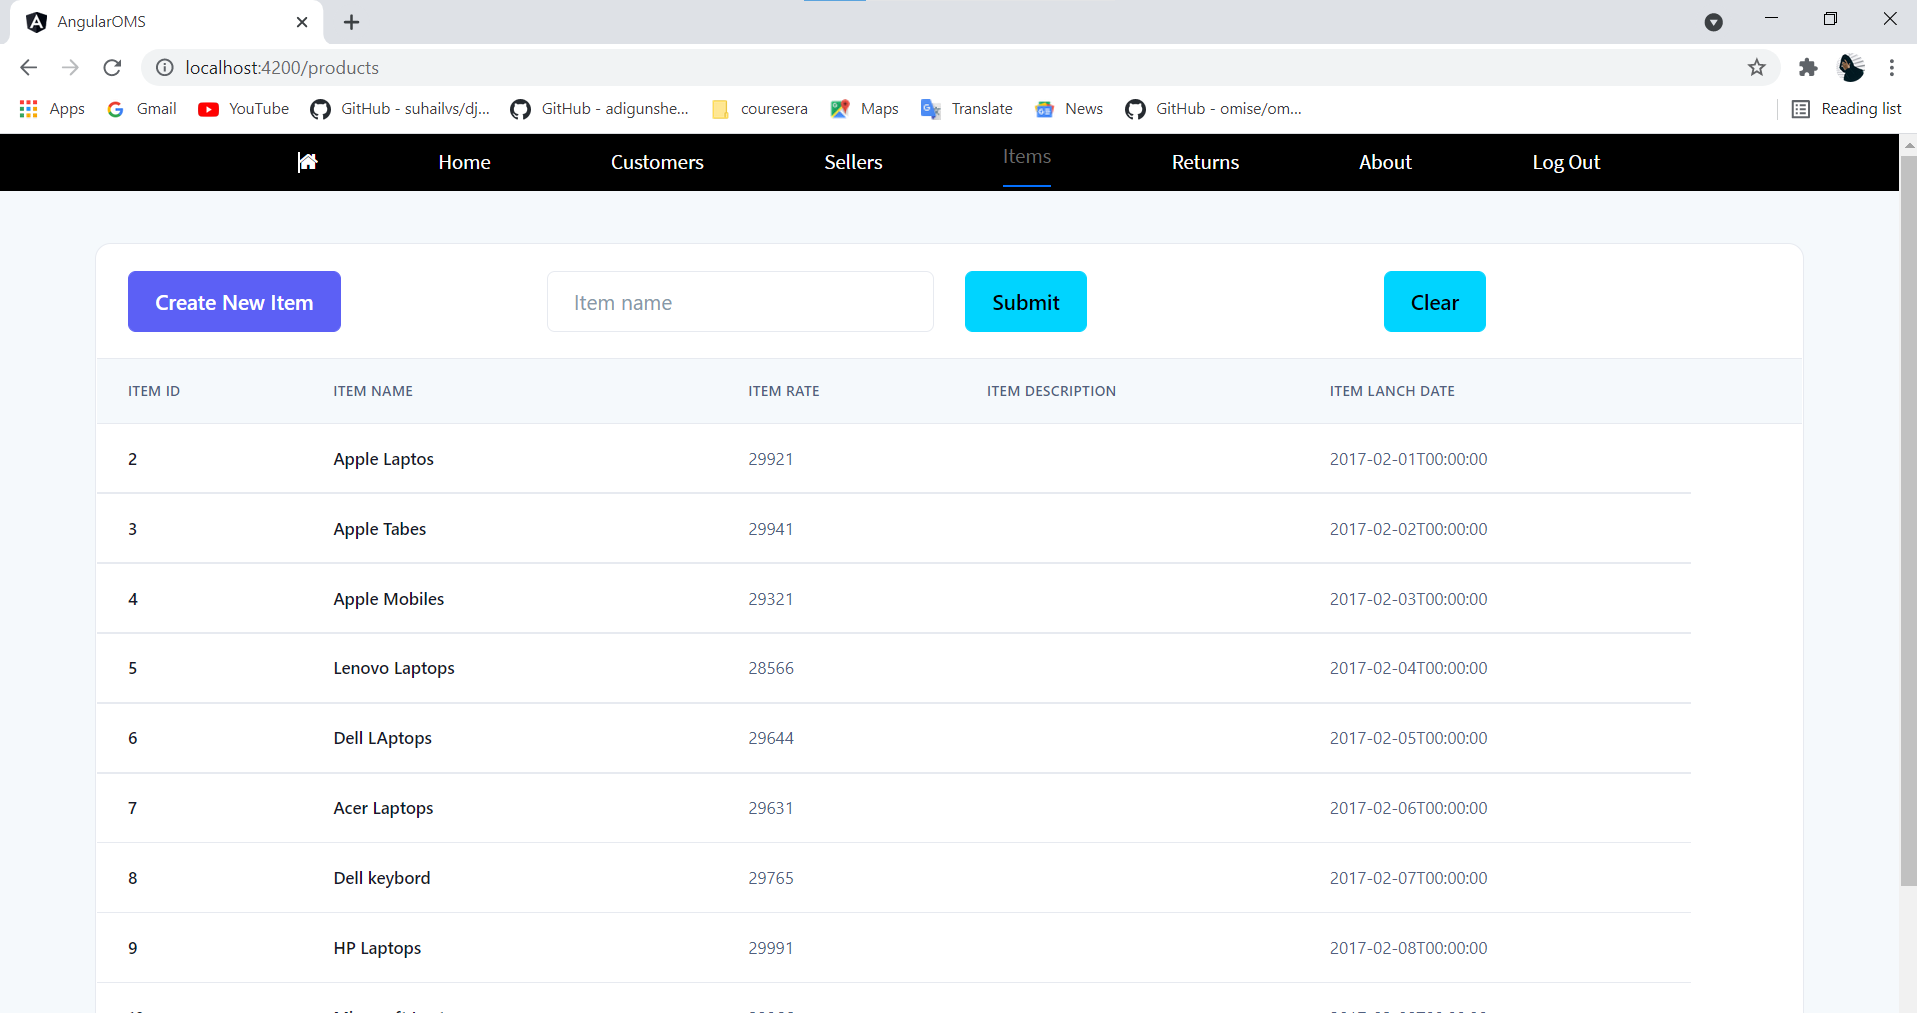 AngularOMS
localhost:4200/products
Apps Gmail YouTube GitHub - suhailvs/dj... GitHub - adigunshe... couresera Maps Translate News GitHub - omise/om... Reading list
Home Customers Sellers Items Returns About Log Out
Create New Item Item name Submit Clear
ITEM ID ITEM NAME ITEM RATE ITEM DESCRIPTION ITEM LANCH DATE
2 Apple Laptos 29921 2017-02-01T00:00:00
3 Apple Tabes 29941 2017-02-02T00:00:00
4 Apple Mobiles 29321 2017-02-03T00:00:00
5 Lenovo Laptops 28566 2017-02-04T00:00:00
6 Dell LAptops 29644 2017-02-05T00:00:00
7 Acer Laptops 29631 2017-02-06T00:00:00
8 Dell keybord 29765 2017-02-07T00:00:00
9 HP Laptops 29991 2017-02-08T00:00:00